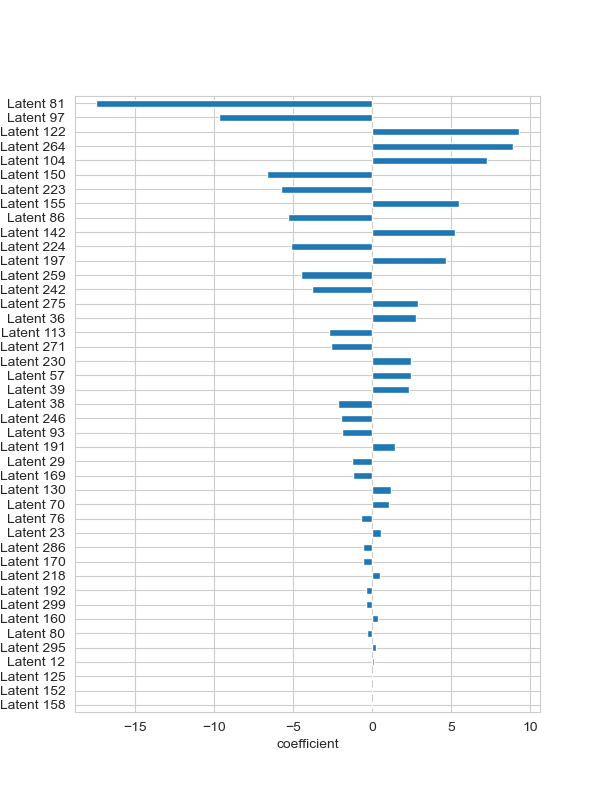 Latent 81
Latent 97
Latent 122
Latent 264
Latent 104
Latent 150
Latent 223
Latent 155
Latent 86
Latent 142
Latent 224
Latent 197
Latent 259
Latent 242
Latent 275
Latent 36
Latent 113
Latent 271
Latent 230
Latent 57
Latent 39
Latent 38
Latent 246
Latent 93
Latent 191
Latent 29
Latent 169
Latent 130
Latent 70
Latent 76
Latent 23
Latent 286
Latent 170
Latent 218
Latent 192
Latent 299
Latent 160
Latent 80
Latent 295
Latent 12
Latent 125
Latent 152
Latent 158
−15 −10 −5 0 5 10
coefficient